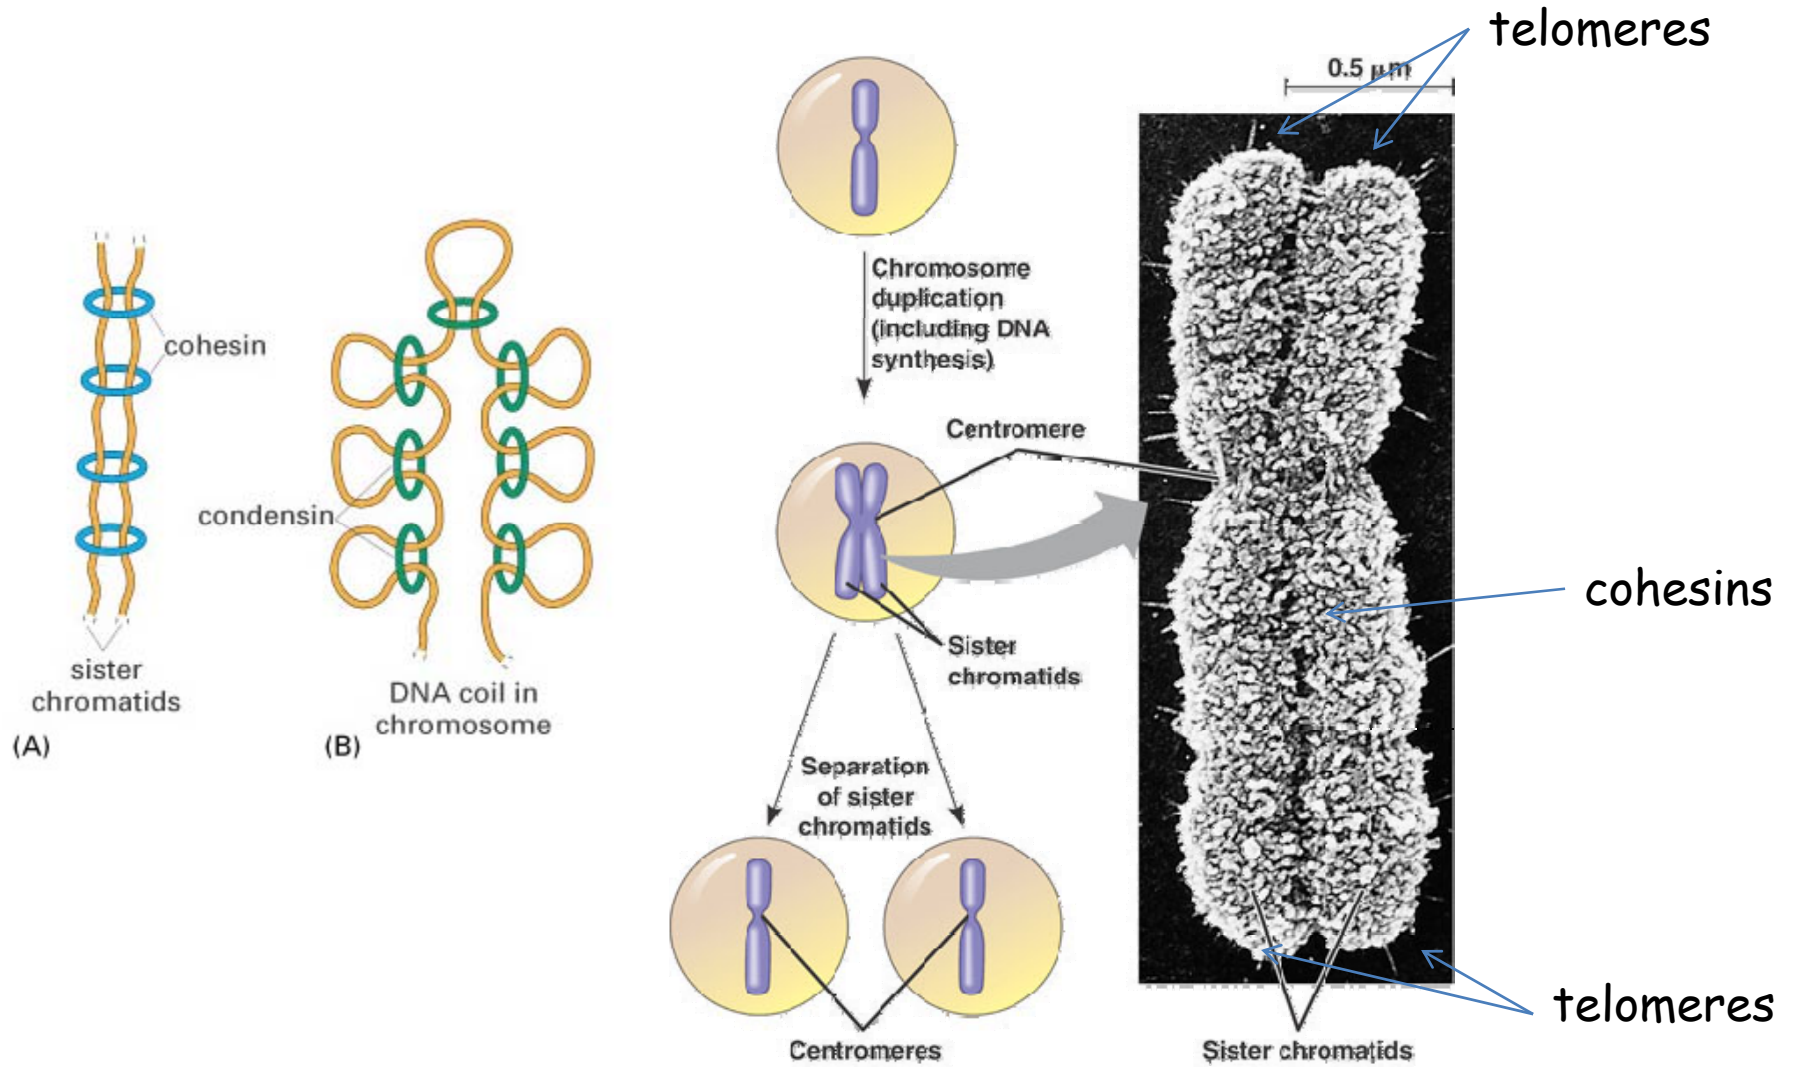 telomeres
0.5 μm
Chromosome
duplication
(including DNA
synthesis)
cohesin
Centromere
condensin
cohesins
Sister
chromatids
sister
chromatids
DNA coil in
chromosome
(A)
(B)
Separation
of sister
chromatids
telomeres
Centromeres
Sister chromatids